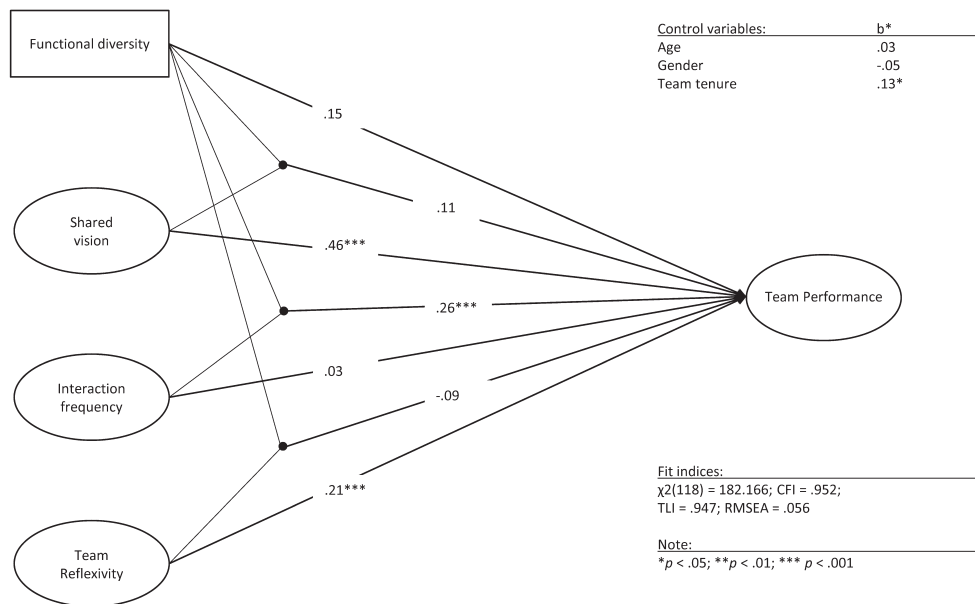 Functional diversity
Control variables: b*
Age .03
Gender -.05
Team tenure .13*
.15
Shared
vision
.11
.46***
Team Performance
.26***
Interaction
frequency
.03
-.09
.21***
Team
Reflexivity
Fit indices:
χ2(118) = 182.166; CFI = .952;
TLI = .947; RMSEA = .056
Note:
*p < .05; **p < .01; *** p < .001